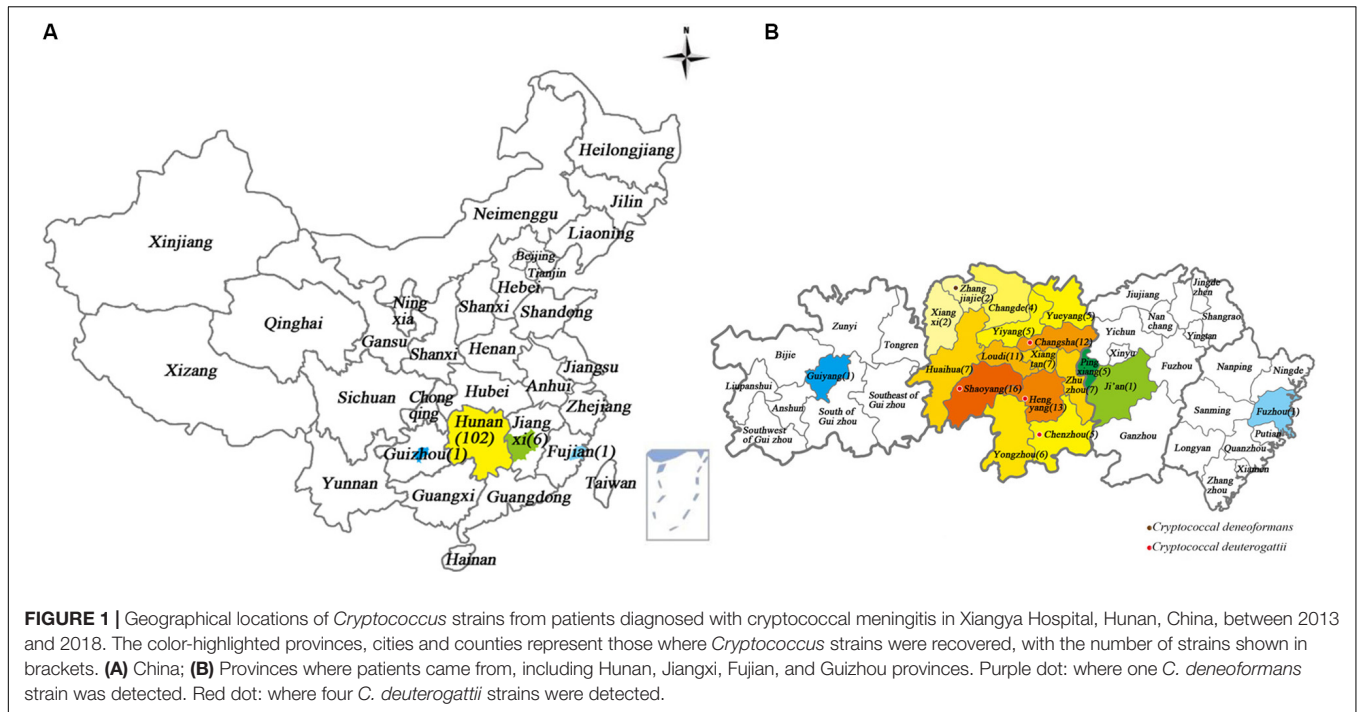 A
N
B
Heilongjiang
Jilin
Neimenggu
Liaoning
Xinjiang
Beijing
Tianjin
Hebei
Ning
xia
Shanxi
Shandong
Qinghai
Gansu
Shanxi
Henan
Jiangsu
Xizang
Hubei
Anhui
Sichuan
Chong
qing
Zhejiang
Hunan
(102)
Jiang
xi(6)
Guizhou(1)
Fujian(1)
Yunnan
Guangxi
Guangdong
Taiwan
Hainan
Zunyi
Tongren
Bijie
Guiyang(1)
Liupanshui
Anshun
South of
Gui zhou
Southeast of
Gui zhou
Southwest of
Gui zhou
Zhang
jiajie(2)
Xiang
xi(2)
Changde(4)
Yueyang(5)
Yiyang(5)
Changsha(12)
Loudi(11)
Xiang
tan(7)
Huaihua(7)
Shaoyang(16)
Heng
yang(13)
Zhu
zhou(7)
Chenzhou(5)
Yongzhou(6)
Jiujiang
Jingde
zhen
Nan
chang
Shangrao
Yichun
Yingtan
Xinyu
Ping
xiang(5)
Fuzhou
Ji'an(1)
Ganzhou
Nanping
Ningde
Sanming
Fuzhou(1)
Putian
Longyan
Quanzhou
Xiamen
Zhang
zhou
Cryptococcal deneoformans
Cryptococcal deuterogattii
FIGURE 1 | Geographical locations of Cryptococcus strains from patients diagnosed with cryptococcal meningitis in Xiangya Hospital, Hunan, China, between 2013
and 2018. The color-highlighted provinces, cities and counties represent those where Cryptococcus strains were recovered, with the number of strains shown in
brackets. (A) China; (B) Provinces where patients came from, including Hunan, Jiangxi, Fujian, and Guizhou provinces. Purple dot: where one C. deneoformans
strain was detected. Red dot: where four C. deuterogattii strains were detected.